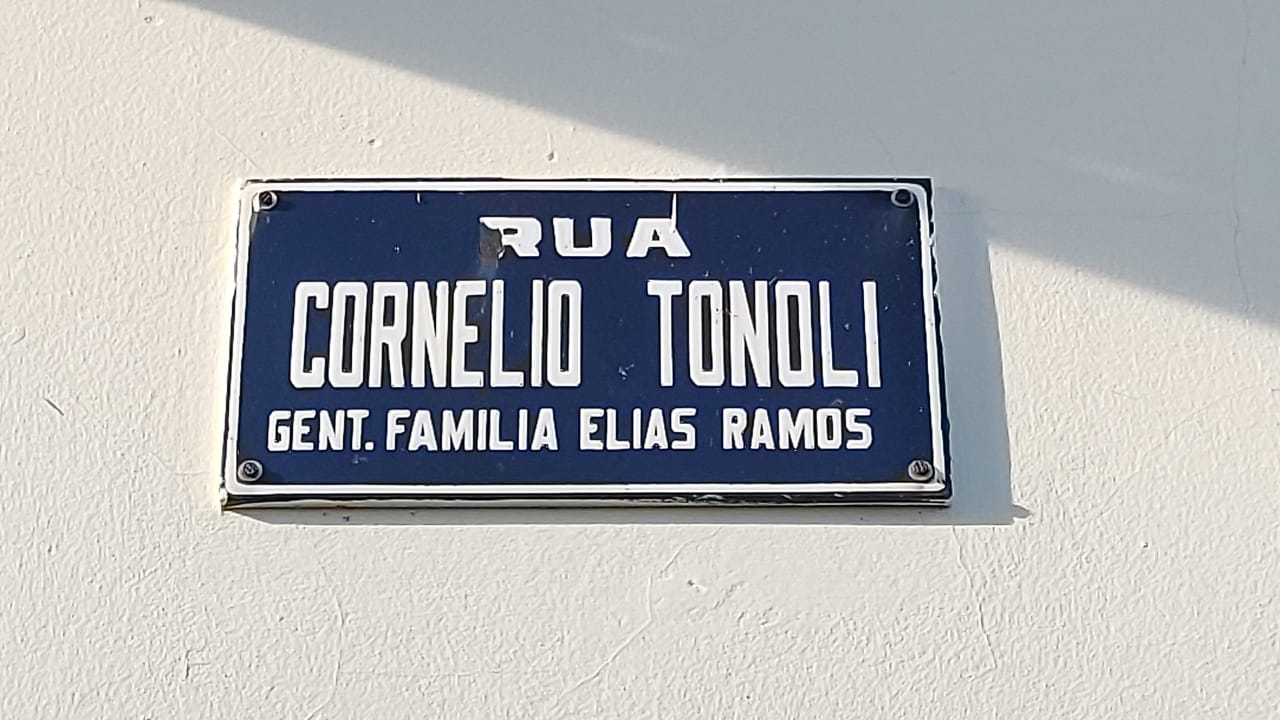 RUA
CORNELIO TONOLI
GENT. FAMILIA ELIAS RAMOS